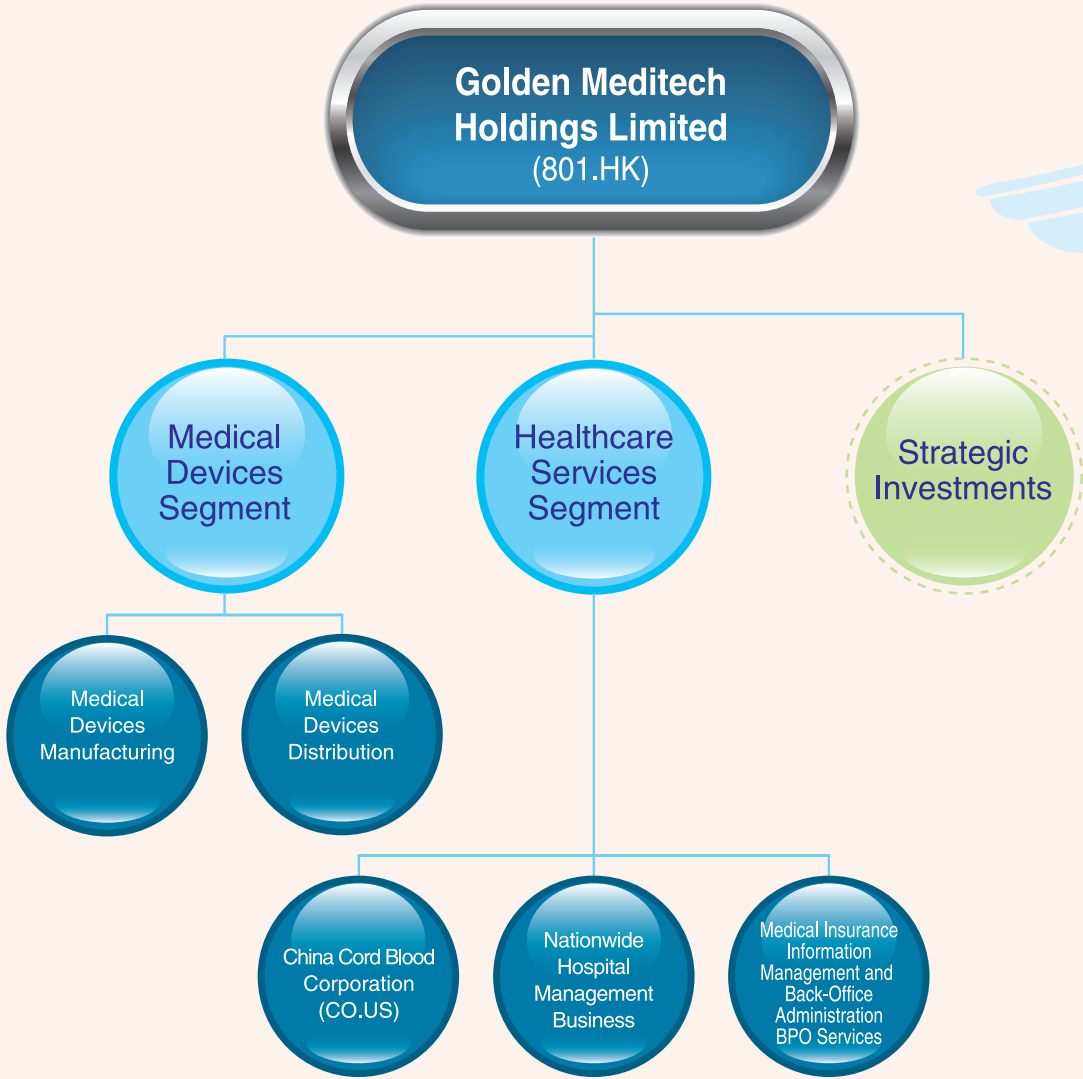 Golden Meditech
Holdings Limited
(801.HK)
Medical
Devices
Segment
Healthcare
Services
Segment
Strategic
Investments
Medical
Devices
Manufacturing
Medical
Devices
Distribution
China Cord Blood
Corporation
(CO.US)
Nationwide
Hospital
Management
Business
Medical Insurance
Information
Management and
Back-Office
Administration
BPO Services